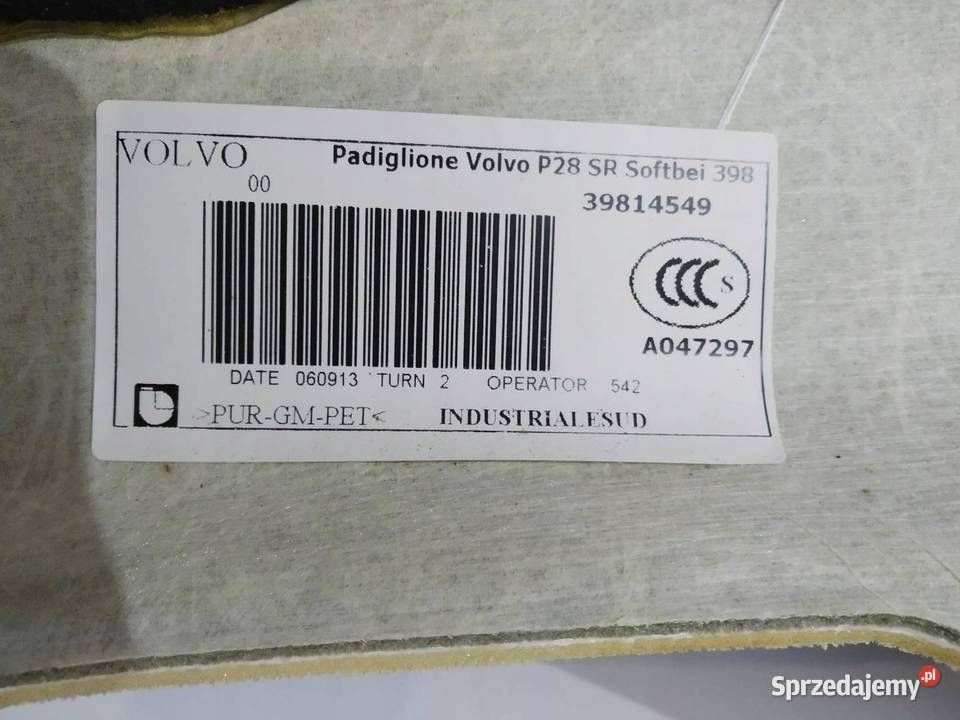 VOLVO
Padiglione Volvo P28 SR Softbei 398
00
39814549
CCC S
A047297
DATE 060913 TURN 2 OPERATOR 542
>PUR-GM-PET<
INDUSTRIALESUD
Sprzedajemy.pl